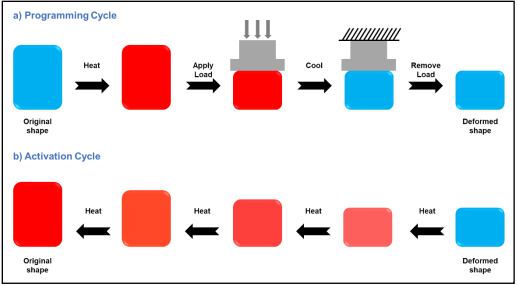 a) Programming Cycle
Heat
Apply
Load
Cool
Remove
Load
Original
shape
Deformed
shape
b) Activation Cycle
Heat
Heat
Heat
Heat
Original
shape
Deformed
shape